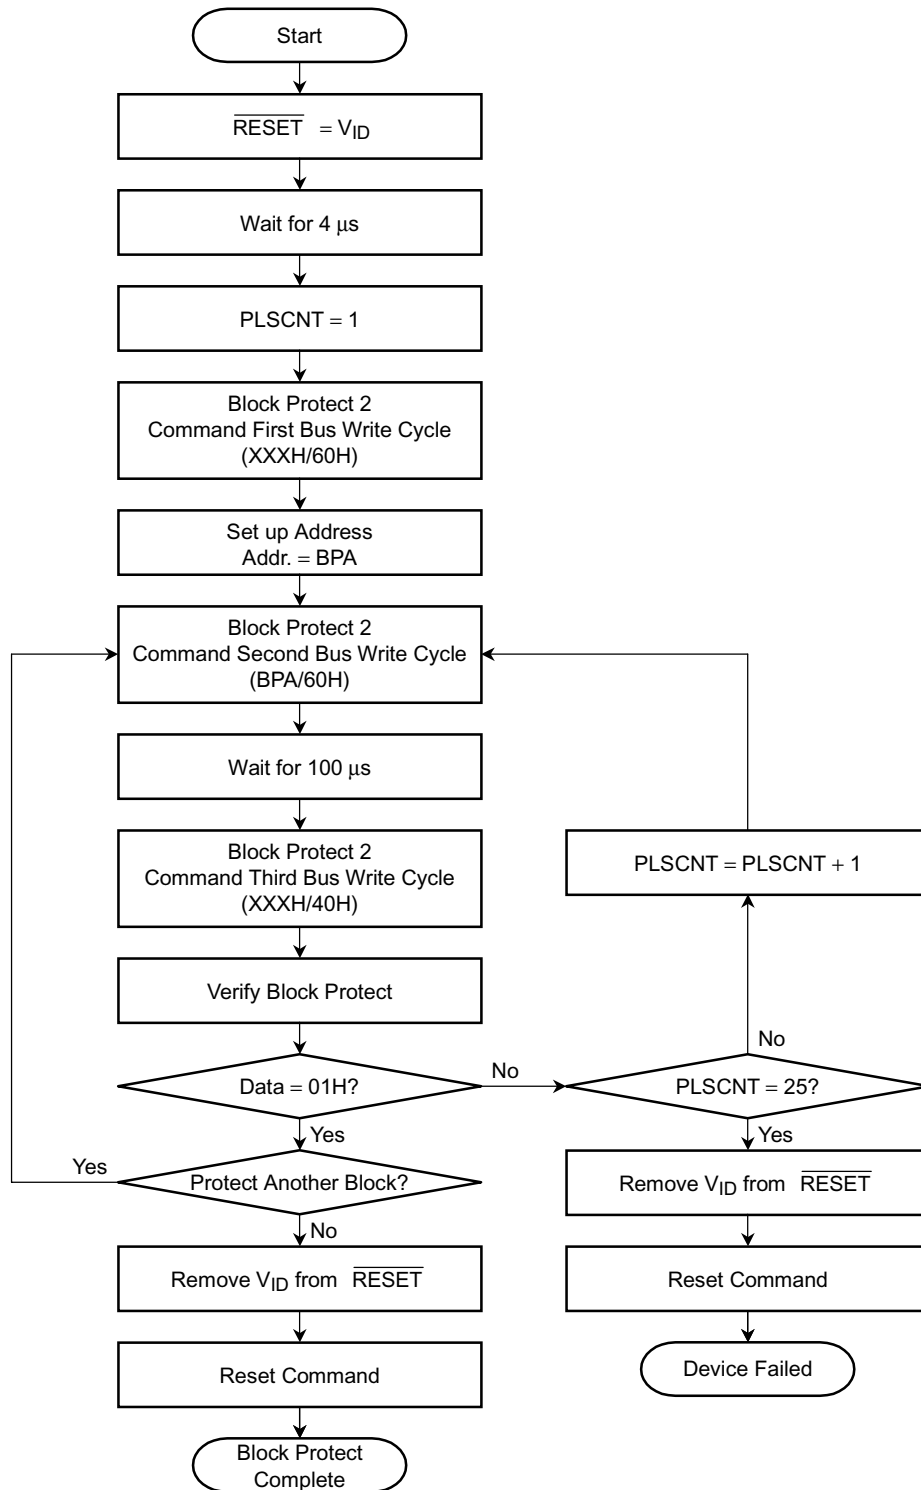 Start
RESET = VID
Wait for 4 μs
PLSCNT = 1
Block Protect 2
Command First Bus Write Cycle
(XXXH/60H)
Set up Address
Addr. = BPA
Block Protect 2
Command Second Bus Write Cycle
(BPA/60H)
Wait for 100 μs
Block Protect 2
Command Third Bus Write Cycle
(XXXH/40H)
PLSCNT = PLSCNT + 1
Verify Block Protect
No
Data = 01H?
No
PLSCNT = 25?
Yes
Yes
Yes
Protect Another Block?
Remove VID from RESET
No
Remove VID from RESET
Reset Command
Reset Command
Device Failed
Block Protect
Complete